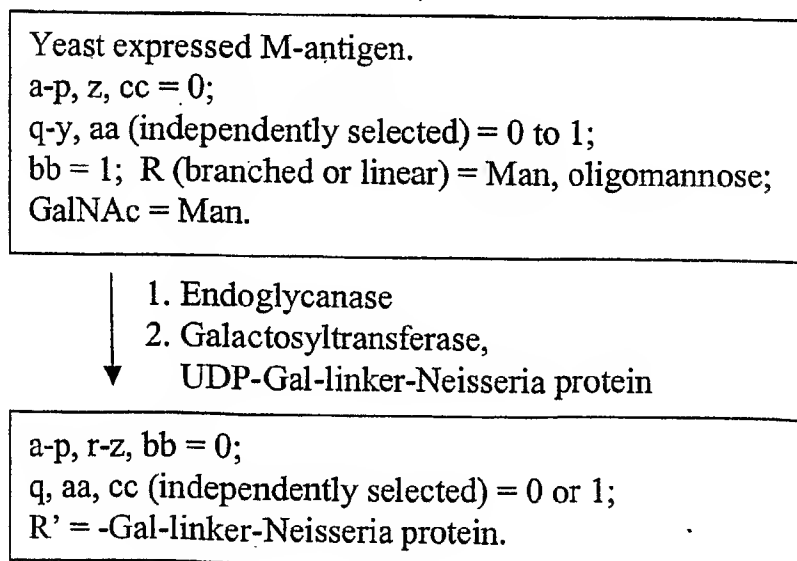 Yeast expressed M-antigen.
a-p, z, cc = 0;
q-y, aa (independently selected) = 0 to 1;
bb = 1; R (branched or linear) = Man, oligomannose;
GalNAc = Man.
1. Endoglycanase
2. Galactosyltransferase,
UDP-Gal-linker-Neisseria protein
a-p, r-z, bb = 0;
q, aa, cc (independently selected) = 0 or 1;
R' = -Gal-linker-Neisseria protein.